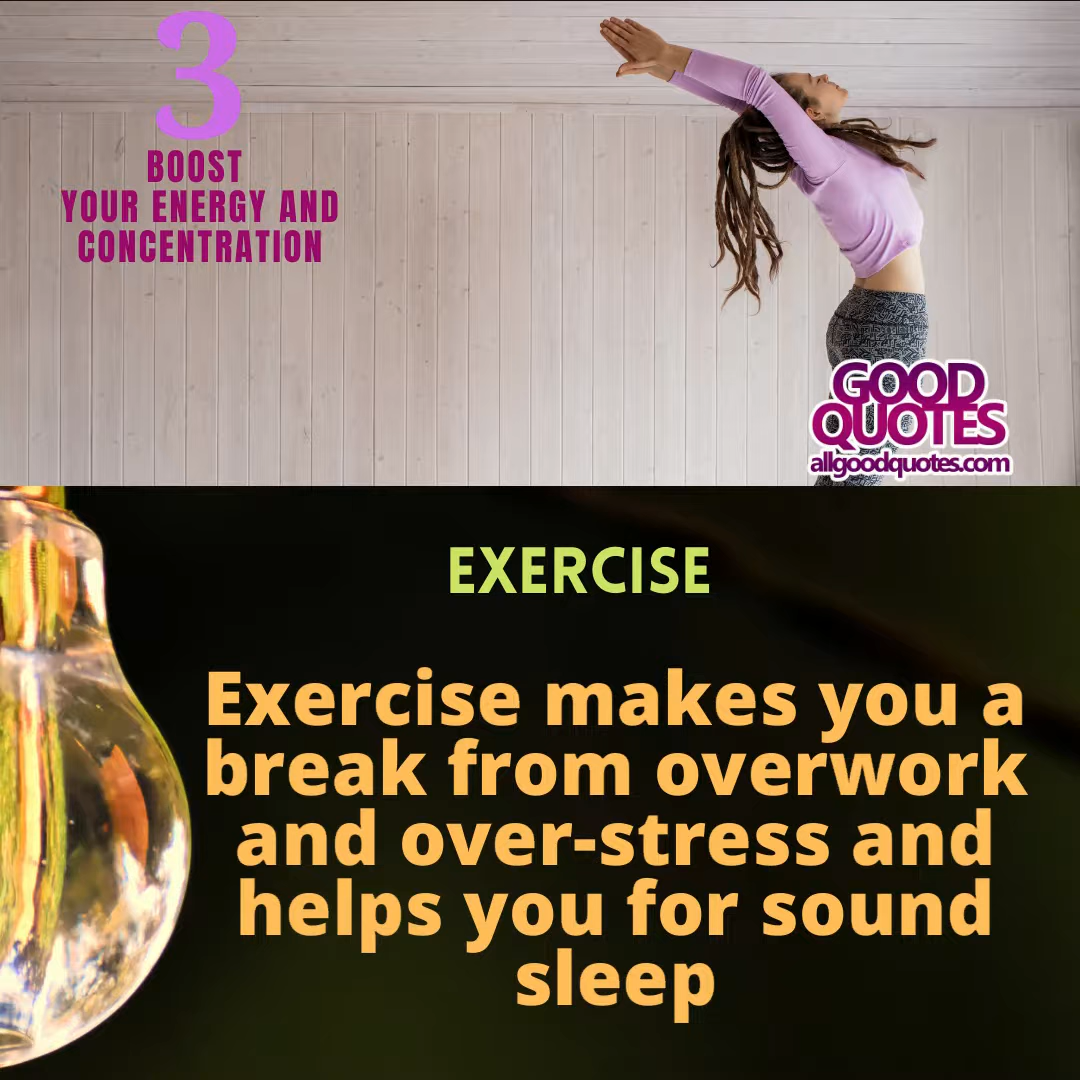 3
BOOST
YOUR ENERGY AND
CONCENTRATION
GOOD
QUOTES
allgoodquotes.com
EXERCISE
Exercise makes you a
break from overwork
and over-stress and
helps you for sound
sleep